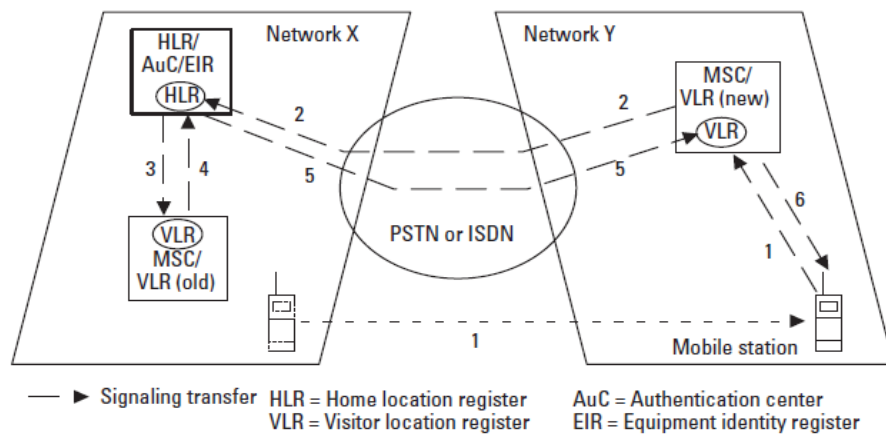 Network X
Network Y
HLR/
AuC/EIR
HLR
MSC/
VLR (new)
VLR
2
2
3
4
5
5
6
1
PSTN or ISDN
VLR
MSC/
VLR (old)
1
Mobile station
Signaling transfer
HLR = Home location register
AuC = Authentication center
VLR = Visitor location register
EIR = Equipment identity register